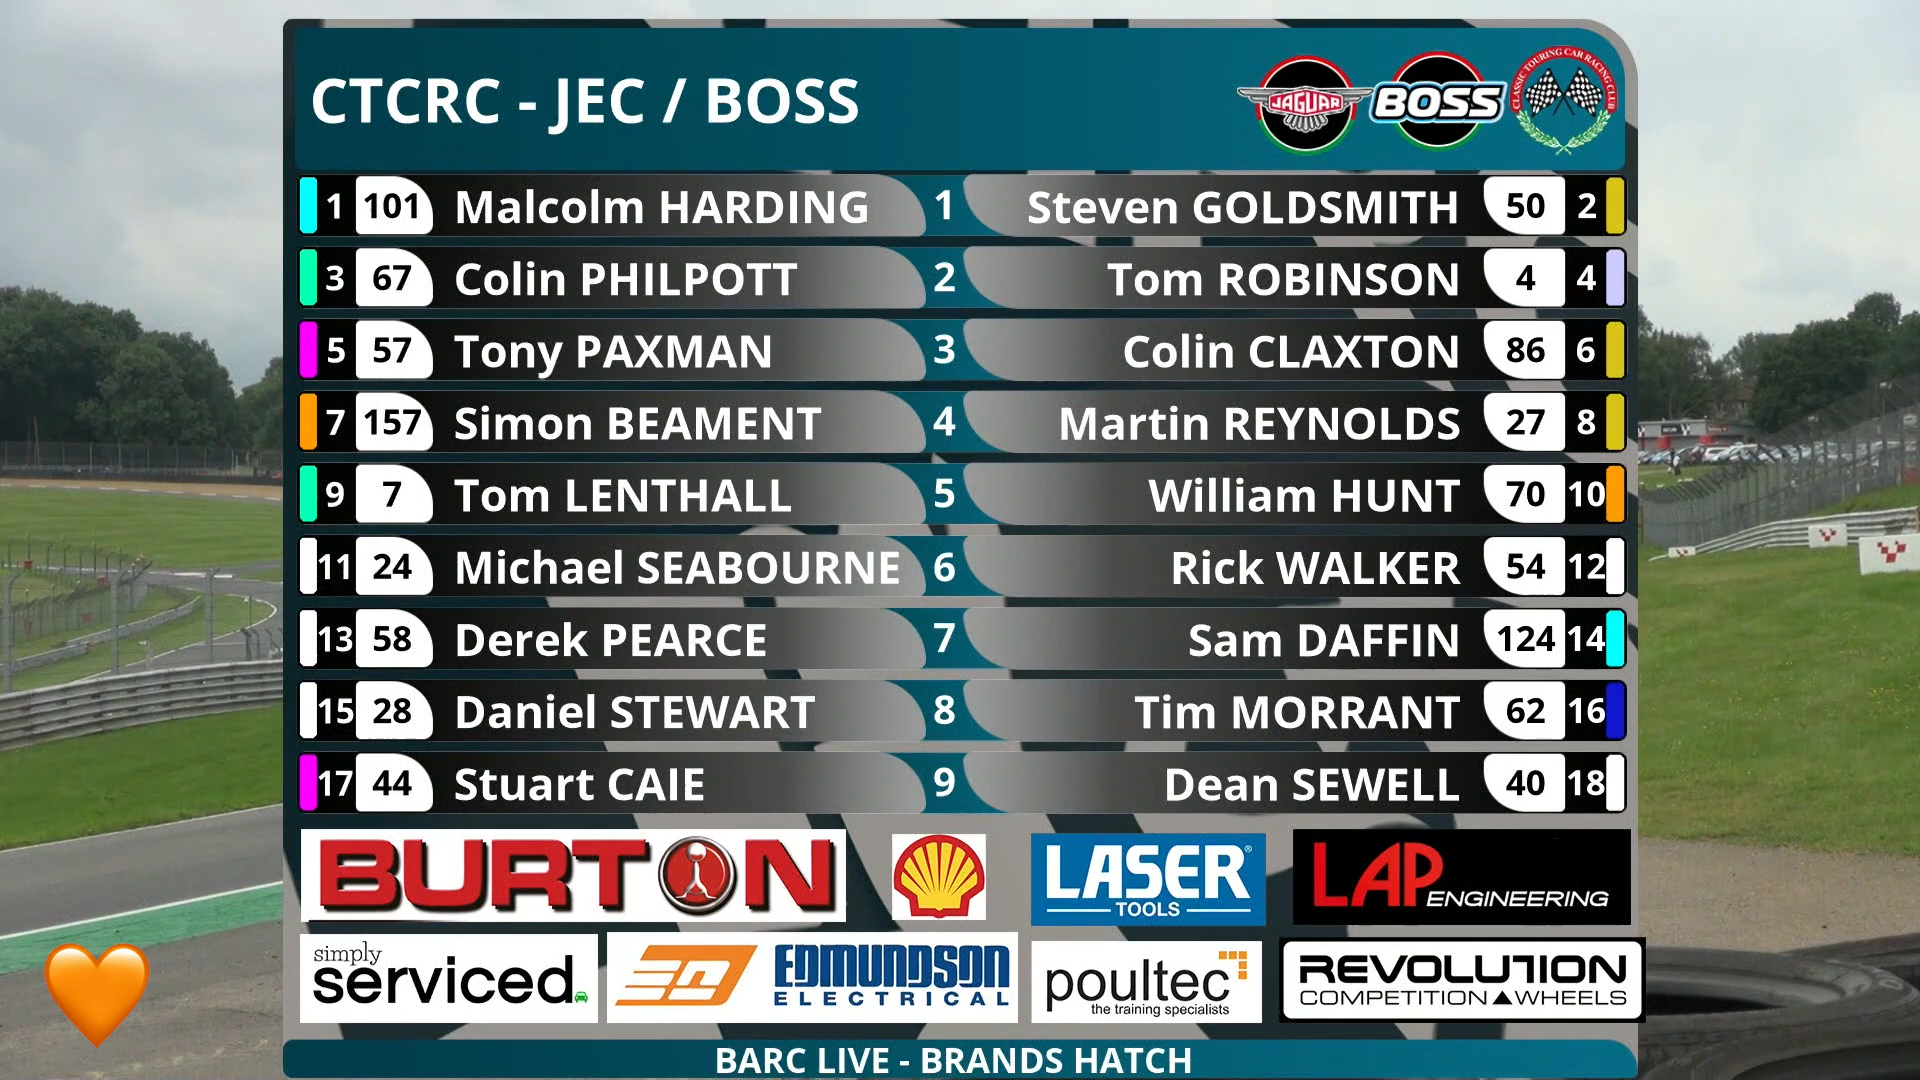 CTCRC - JEC / BOSS
JAGUAR
BOSS
CLASSIC TOURING CAR RACING CLUB
1 101 Malcolm HARDING 1 Steven GOLDSMITH 50 2
3 67 Colin PHILPOTT 2 Tom ROBINSON 4 4
5 57 Tony PAXMAN 3 Colin CLAXTON 86 6
7 157 Simon BEAMENT 4 Martin REYNOLDS 27 8
9 7 Tom LENTHALL 5 William HUNT 70 10
11 24 Michael SEABOURNE 6 Rick WALKER 54 12
13 58 Derek PEARCE 7 Sam DAFFIN 124 14
15 28 Daniel STEWART 8 Tim MORRANT 62 16
17 44 Stuart CAIE 9 Dean SEWELL 40 18
BURTON
LASER®
TOOLS
LAP ENGINEERING
simply
serviced.
EDMUNDSON
ELECTRICAL
poultec
the training specialists
REVOLUTION
COMPETITION WHEELS
BARC LIVE - BRANDS HATCH